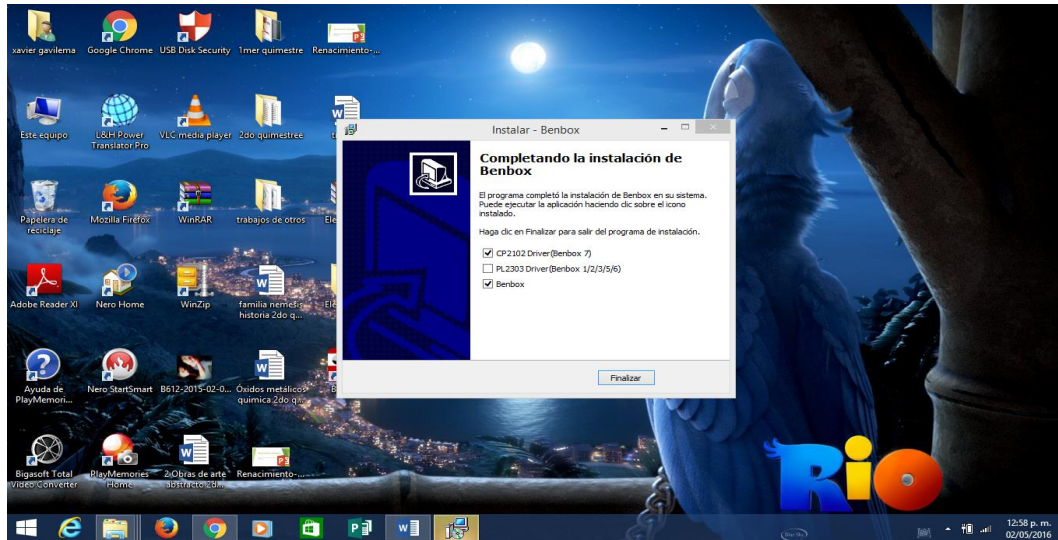 xavier gavilema
Google Chrome
USB Disk Security
1mer quimestre
Renacimiento-...
Este equipo
L&H Power
Translator Pro
VLC media player
2do quimestree
Papelera de
reciclaje
Mozilla Firefox
WinRAR
trabajos de otros
Adobe Reader XI
Nero Home
WinZip
familia nemesis
historia 2do q...
Ayuda de
PlayMemori...
Nero StartSmart
B612-2015-02-0...
Óxidos metálicos
química 2do q...
Bigasoft Total
Video Converter
PlayMemories
Home
2 Obras de arte
abstracto 2d...
Renacimiento-...
Instalar - Benbox
Completando la instalación de
Benbox
El programa completó la instalación de Benbox en su sistema.
Puede ejecutar la aplicación haciendo clic sobre el icono
instalado.
Haga clic en Finalizar para salir del programa de instalación.
CP2102 Driver(Benbox 7)
PL2303 Driver(Benbox 1/2/3/5/6)
Benbox
Finalizar
Rio
12:58 p. m.
02/05/2016